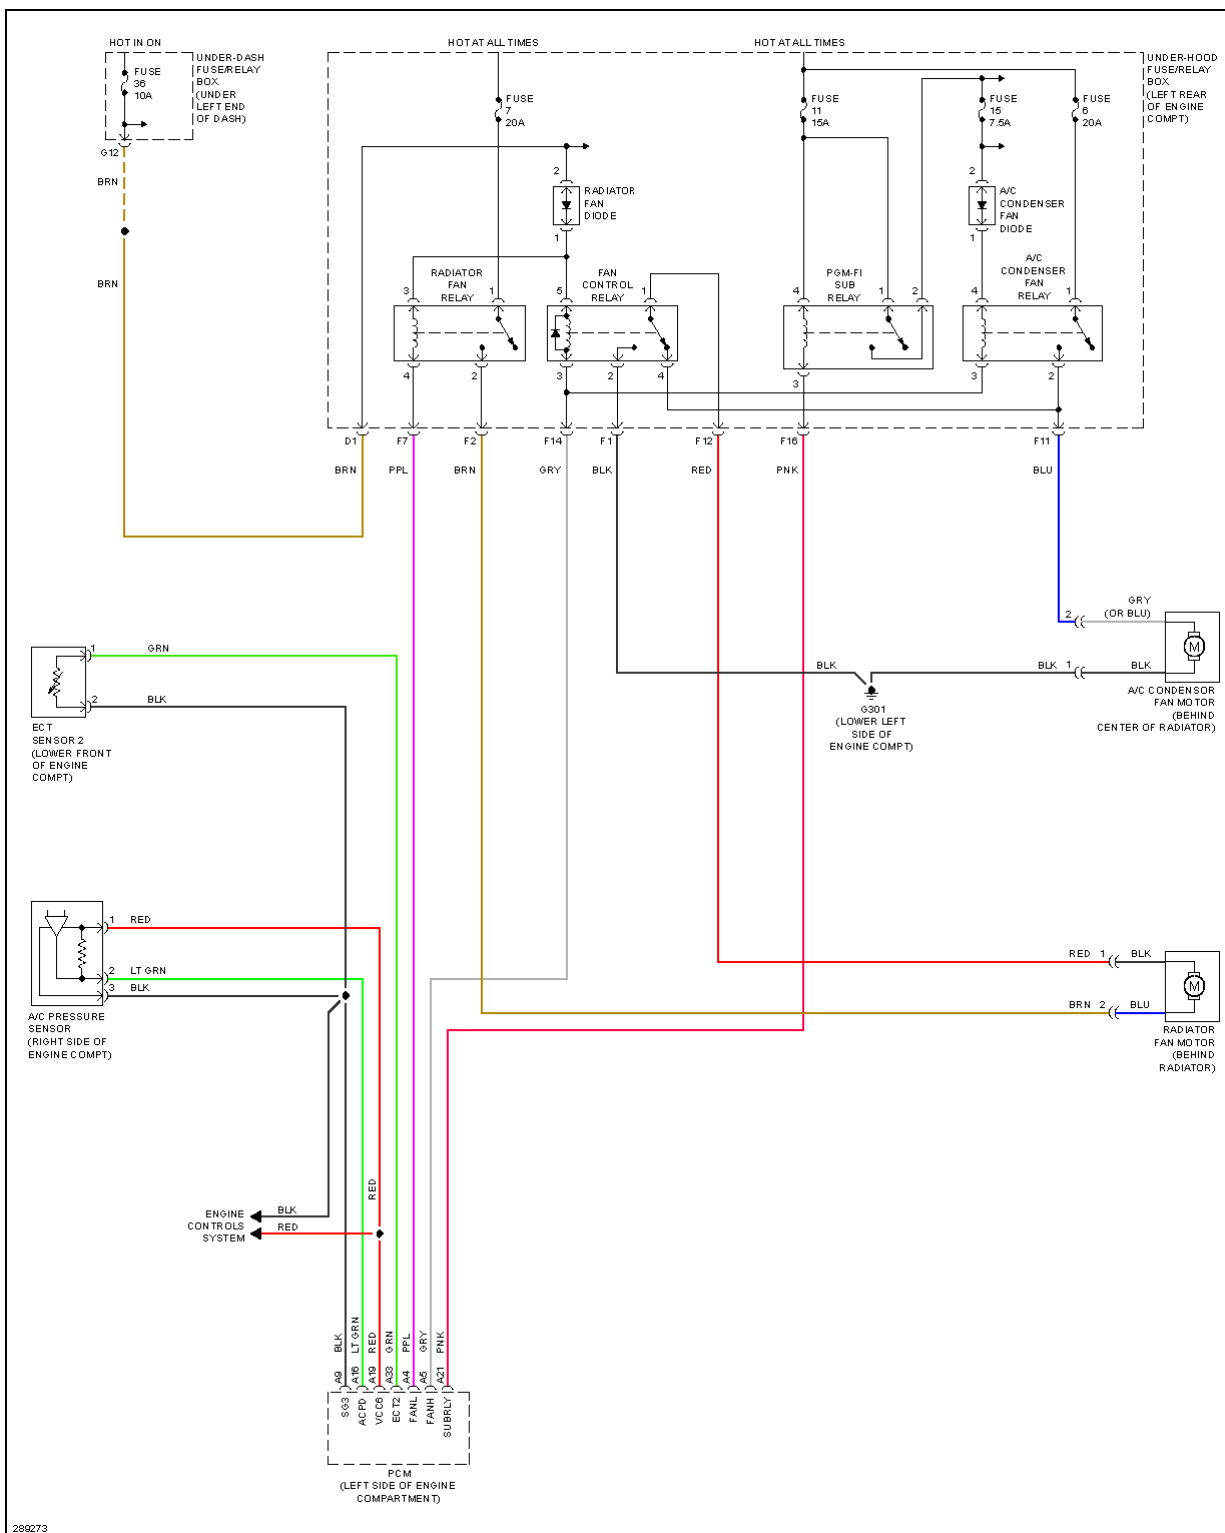 HOT IN ON
HOT AT ALL TIMES
HOT AT ALL TIMES
UNDER-DASH
FUSE/RELAY
BOX
(UNDER
LEFT END
OF DASH)
FUSE
36
10A
G12
BRN
BRN
UNDER-HOOD
FUSE/RELAY
BOX
(LEFT REAR
OF ENGINE
COMPT)
FUSE
7
20A
FUSE
11
15A
FUSE
15
7.5A
FUSE
6
20A
2
RADIATOR
FAN
DIODE
1
2
A/C
CONDENSER
FAN
DIODE
1
3
RADIATOR
FAN
RELAY
1
5
FAN
CONTROL
RELAY
1
4
PGM-FI
SUB
RELAY
1
2
4
A/C
CONDENSER
FAN
RELAY
1
4
2
3
2
4
3
3
2
D1
F7
F2
F14
F1
F12
F16
F11
BRN
PPL
BRN
GRY
BLK
RED
PNK
BLU
2
GRY
(OR BLU)
M
BLK
BLK
1
BLK
A/C CONDENSOR
FAN MOTOR
(BEHIND
CENTER OF RADIATOR)
G301
(LOWER LEFT
SIDE OF
ENGINE COMPT)
1
GRN
2
BLK
ECT
SENSOR 2
(LOWER FRONT
OF ENGINE
COMPT)
1
RED
2
LT GRN
3
BLK
A/C PRESSURE
SENSOR
(RIGHT SIDE OF
ENGINE COMPT)
RED
1
BLK
M
BRN
2
BLU
RADIATOR
FAN MOTOR
(BEHIND
RADIATOR)
ENGINE
CONTROLS
SYSTEM
BLK
RED
RED
BLK
LT GRN
RED
GRN
PPL
GRY
PNK
A9
A16
A19
A33
A4
A5
A21
SG3
ACPD
VCC6
ECT2
FANL
FANH
SUBRLY
PCM
(LEFT SIDE OF ENGINE
COMPARTMENT)
289273